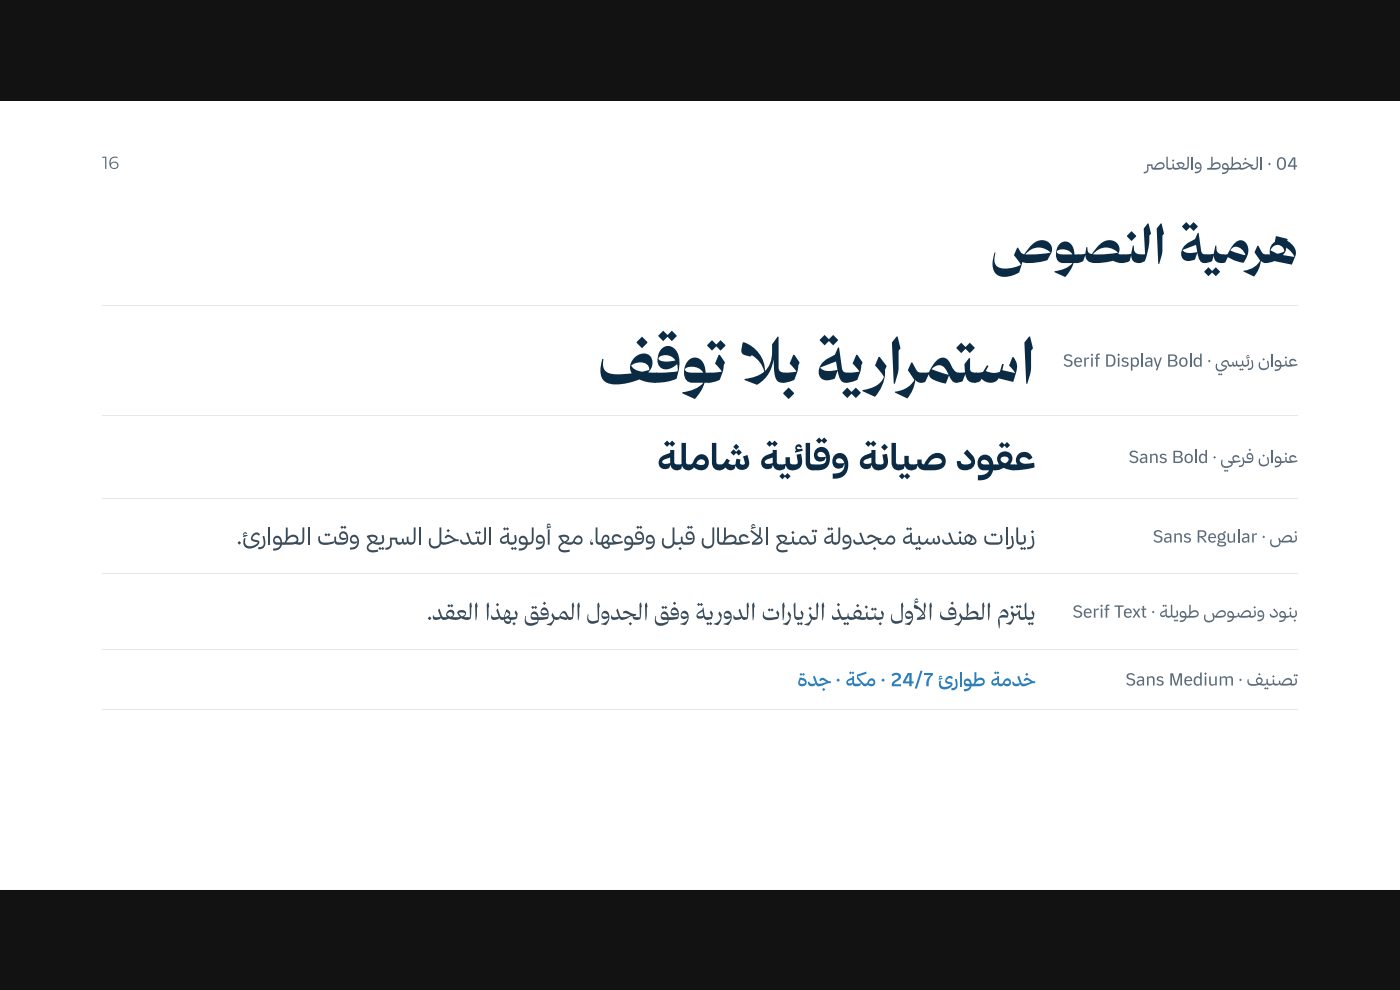 04 · الخطوط والعناصر
16
هرمية النصوص
عنوان رئيسي · Serif Display Bold
استمرارية بلا توقف
عنوان فرعي · Sans Bold
عقود صيانة وقائية شاملة
نص · Sans Regular
زيارات هندسية مجدولة تمنع الأعطال قبل وقوعها، مع أولوية التدخل السريع وقت الطوارئ.
بنود ونصوص طويلة · Serif Text
يلتزم الطرف الأول بتنفيذ الزيارات الدورية وفق الجدول المرفق بهذا العقد.
تصنيف · Sans Medium
خدمة طوارئ 24/7 · مكة · جدة